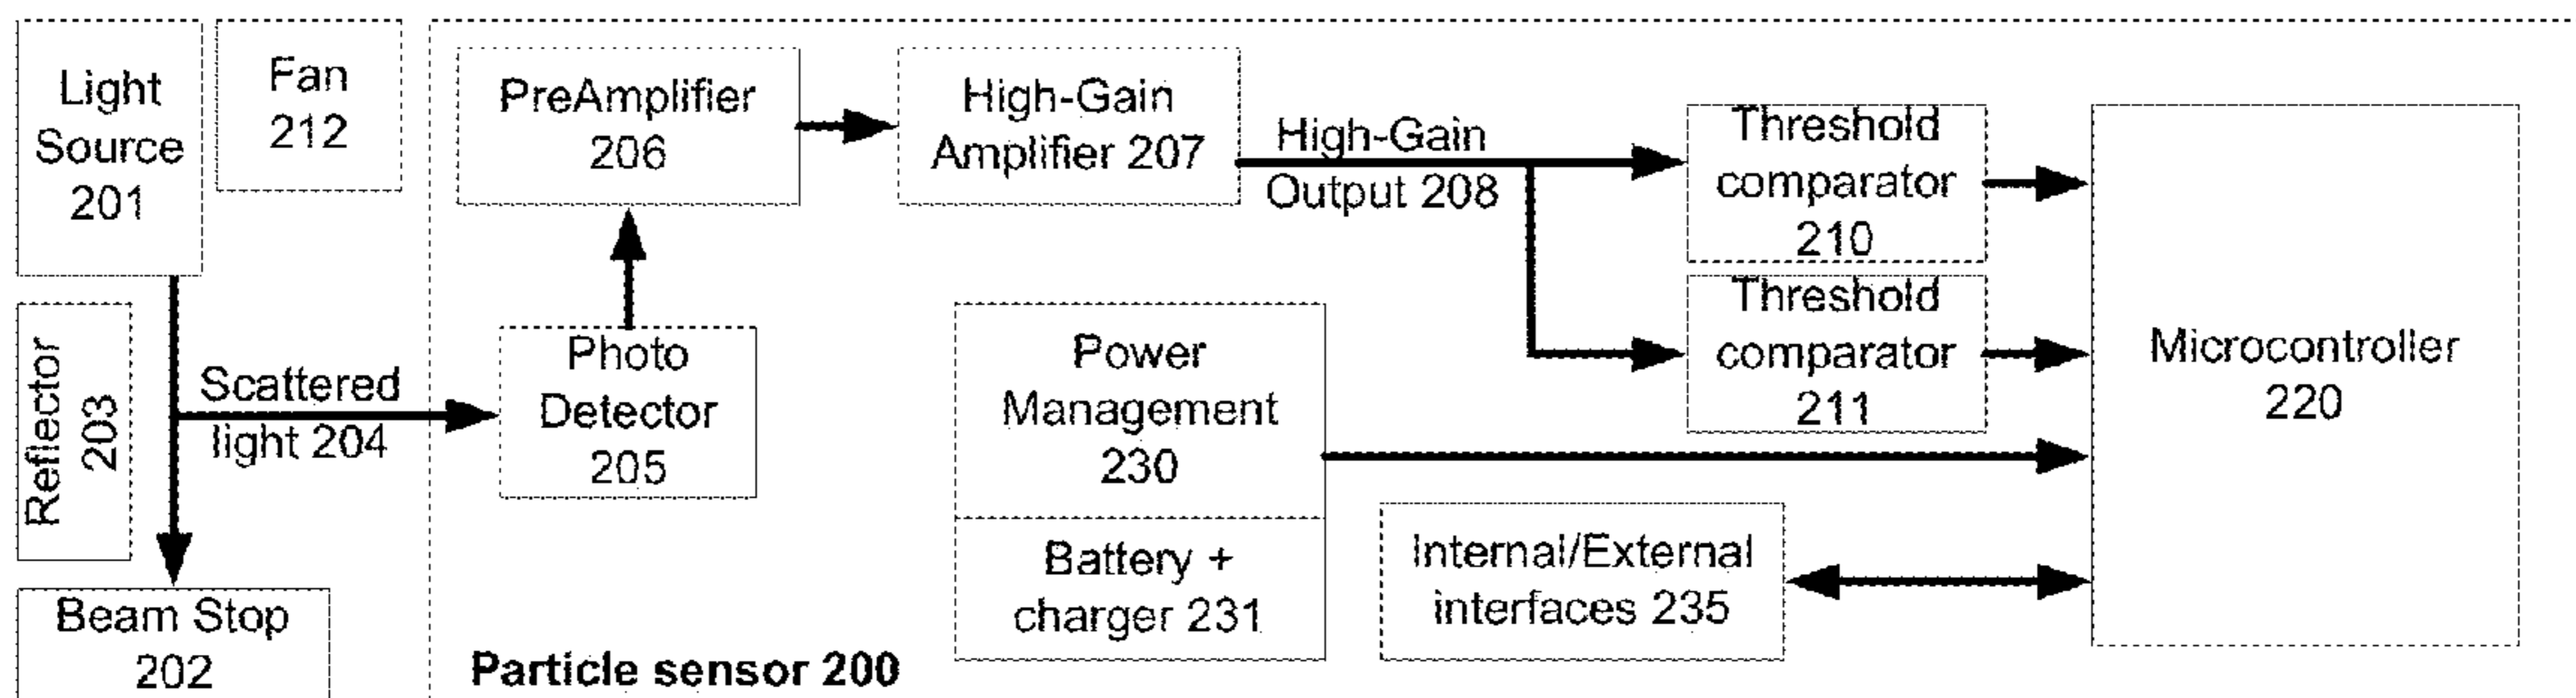 Light
Source
201
Fan
212
PreAmplifier
206
High-Gain
Amplifier 207
High-Gain
Output 208
Threshold
comparator
210
Threshold
comparator
211
Microcontroller
220
Reflector
203
Scattered
light 204
Photo
Detector
205
Power
Management
230
Battery +
charger 231
Internal/External
interfaces 235
Beam Stop
202
Particle sensor 200